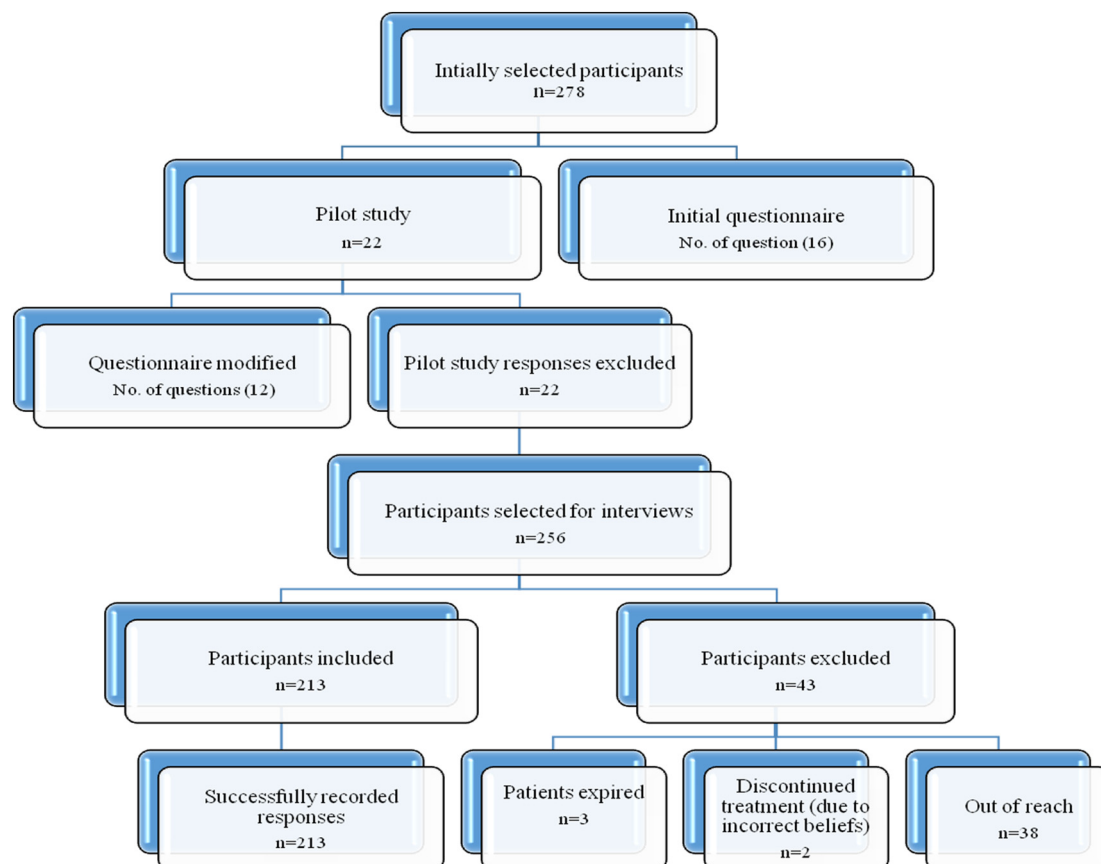 Intially selected participants
n=278
Pilot study
n=22
Initial questionnaire
No. of question (16)
Questionnaire modified
No. of questions (12)
Pilot study responses excluded
n=22
Participants selected for interviews
n=256
Participants included
n=213
Participants excluded
n=43
Successfully recorded
responses
n=213
Patients expired
n=3
Discontinued
treatment (due to
incorrect beliefs)
n=2
Out of reach
n=38